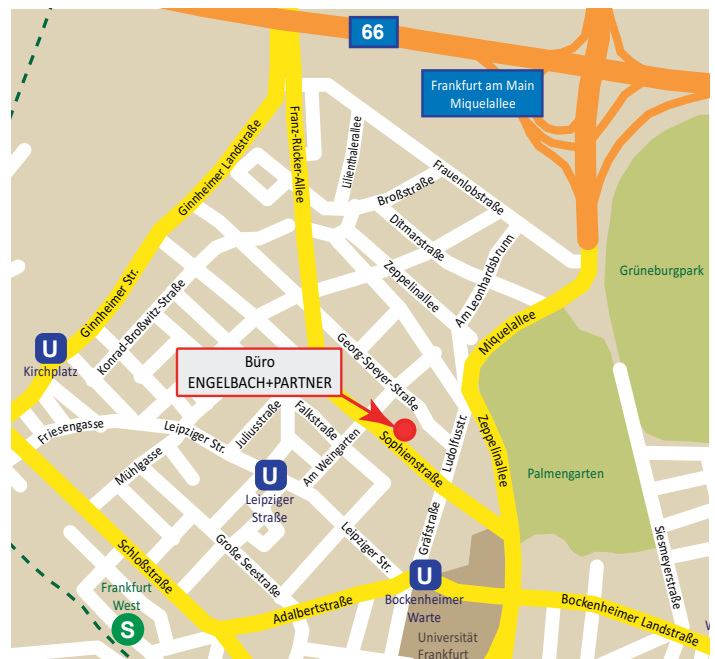 66
Frankfurt am Main
Miquelallee
Ginnheimer Landstraße
Franz-Rücker-Allee
Lilienthalerallee
Frauenlobstraße
Broßstraße
Ditmarstraße
Zeppelinallee
Am Leonhardsbrunn
Grüneburgpark
Ginnheimer Str.
Konrad-Broßwitz-Straße
Miquelallee
U
Kirchplatz
Büro
ENGELBACH+PARTNER
Georg-Speyer-Straße
Friesengasse
Leipziger Str.
Juliusstraße
Falkstraße
Am Weingarten
Sophienstraße
Ludolfusstr.
Zeppelinallee
Mühlgasse
U
Leipziger
Straße
Palmengarten
Schloßstraße
Große Seestraße
Leipziger Str.
Gräfstraße
Siesmeyerstraße
Frankfurt
West
S
Adalbertstraße
U
Bockenheimer
Warte
Bockenheimer Landstraße
Universität
Frankfurt